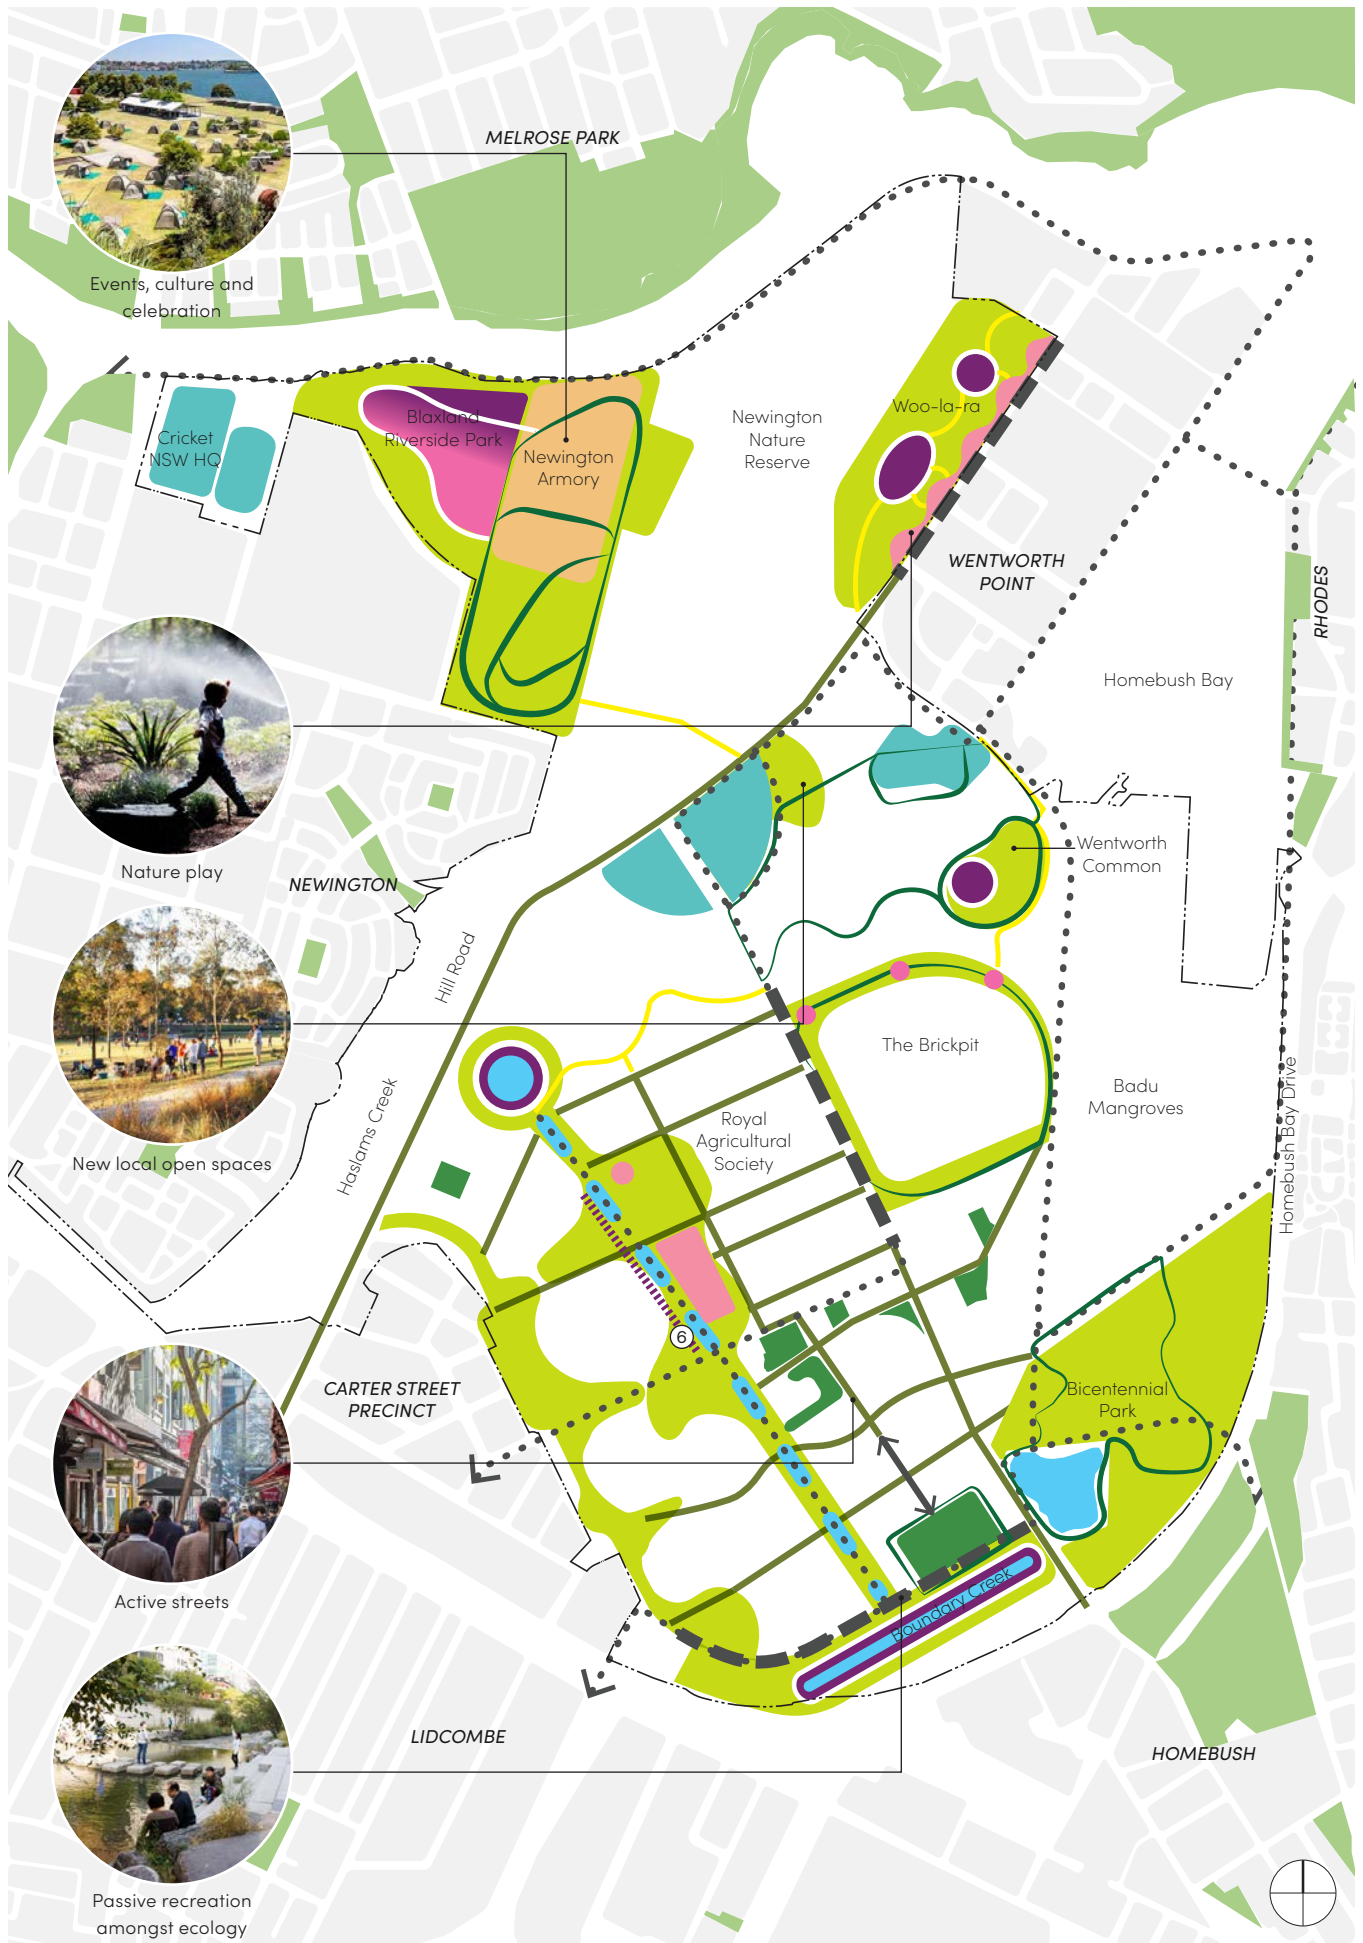 MELROSE PARK
Events, culture and
celebration
Blaxland
Riverside Park
Cricket
NSW HQ
Newington
Armory
Newington
Nature
Reserve
Woo-la-ra
WENTWORTH
POINT
RHODES
Homebush Bay
Nature play
NEWINGTON
Wentworth
Common
Hill Road
The Brickpit
Badu
Mangroves
Homebush Bay Drive
Haslams Creek
Royal
Agricultural
Society
New local open spaces
6
CARTER STREET
PRECINCT
Bicentennial
Park
Active streets
Boundary Creek
LIDCOMBE
HOMEBUSH
Passive recreation
amongst ecology